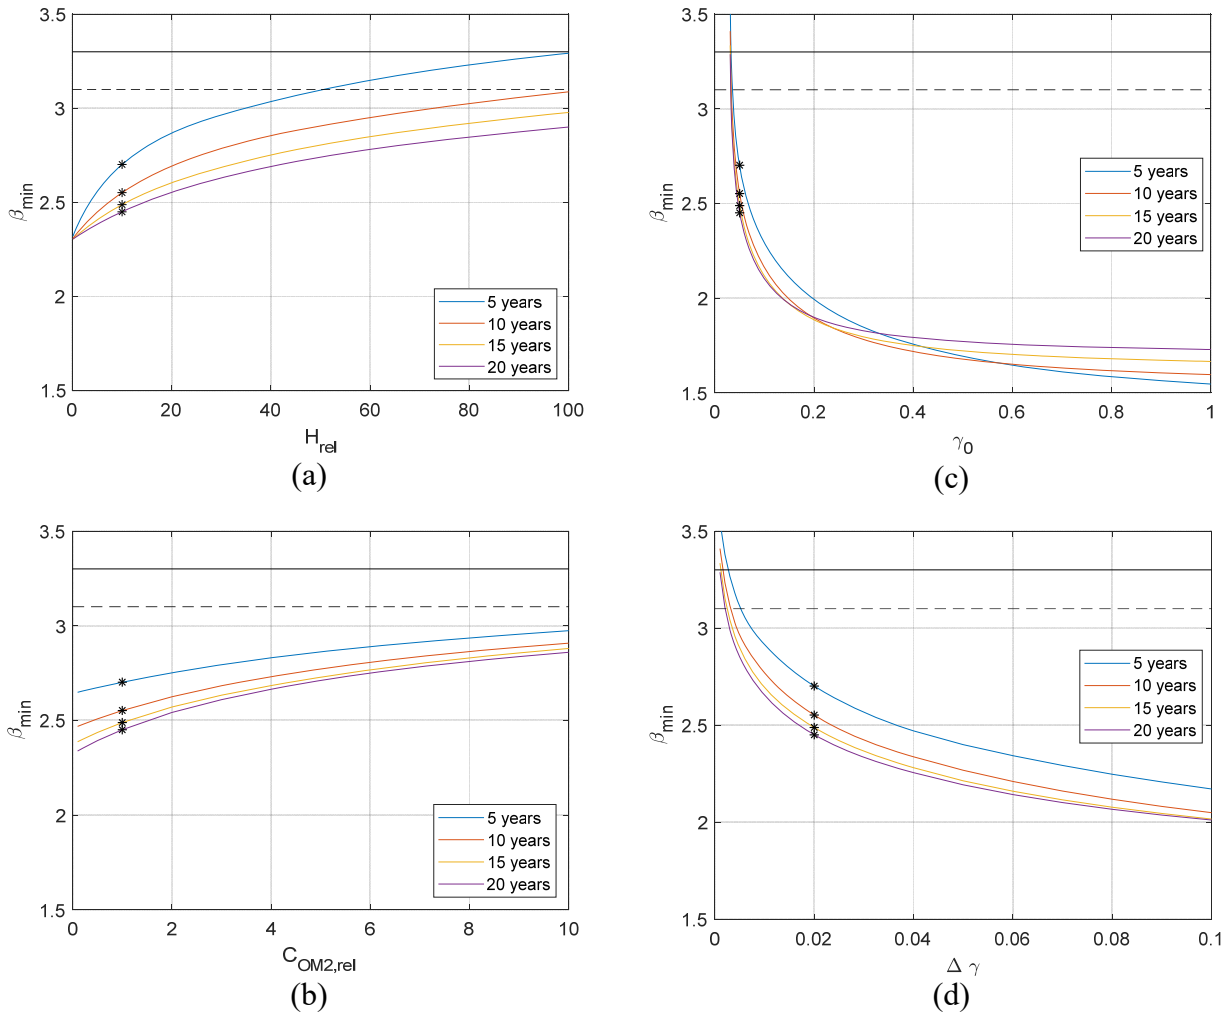 3.5
3
2.5
2
1.5
β_min
5 years
10 years
15 years
20 years
0 20 40 60 80 100
H_rel
(a)
3.5
3
2.5
2
1.5
β_min
5 years
10 years
15 years
20 years
0 0.2 0.4 0.6 0.8 1
γ_0
(c)
3.5
3
2.5
2
1.5
β_min
5 years
10 years
15 years
20 years
0 2 4 6 8 10
C_OM2,rel
(b)
3.5
3
2.5
2
1.5
β_min
5 years
10 years
15 years
20 years
0 0.02 0.04 0.06 0.08 0.1
Δ γ
(d)